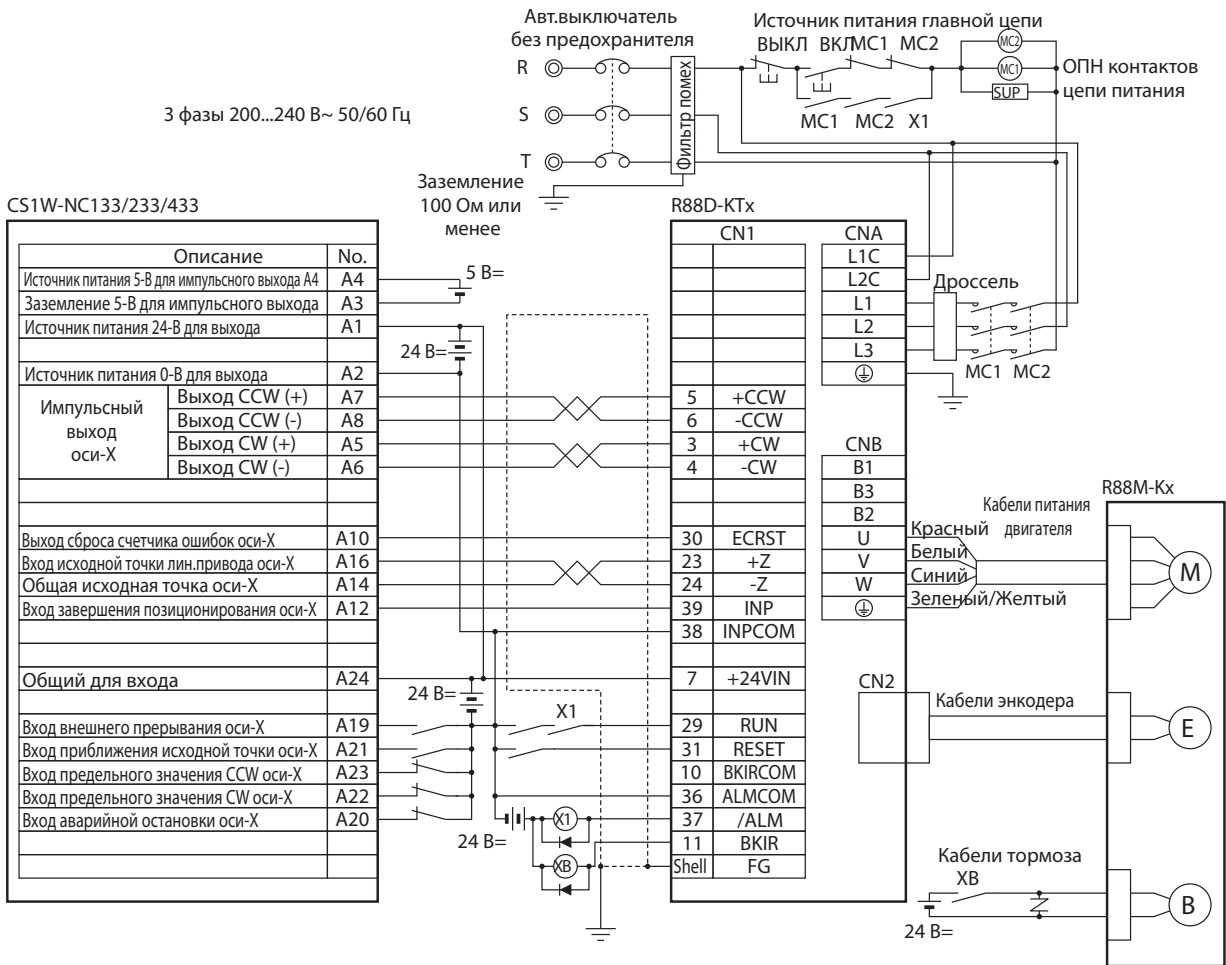 Авт.выключатель
без предохранителя
Источник питания главной цепи
ВЫКЛ ВКЛ MC1 MC2
MC2
R
MC1
ОПН контактов
цепи питания
SUP
3 фазы 200...240 В~ 50/60 Гц
S
MC1 MC2 X1
Фильтр помех
T
Заземление
100 Ом или
менее
CS1W-NC133/233/433
R88D-KTx
CN1 CNA
Описание No.
L1C
Источник питания 5-В для импульсного выхода A4 A4
5 В=
L2C
Дроссель
Заземление 5-В для импульсного выхода A3
L1
Источник питания 24-В для выхода A1
L2
24 В=
L3
MC1 MC2
Источник питания 0-В для выхода A2
Импульсный
выход
оси-X
Выход CCW (+) A7
5 +CCW
Выход CCW (-) A8
6 -CCW
Выход CW (+) A5
3 +CW
CNB
Выход CW (-) A6
4 -CW
B1
B3
B2
R88M-Kx
Кабели питания
двигателя
Выход сброса счетчика ошибок оси-X A10
30 ECRST
U
Красный
Вход исходной точки лин.привода оси-X A16
23 +Z
V
Белый
M
Общая исходная точка оси-X A14
24 -Z
W
Синий
Вход завершения позиционирования оси-X A12
39 INP
Зеленый/Желтый
38 INPCOM
Общий для входа A24
24 В=
7 +24VIN
CN2
Кабели энкодера
E
Вход внешнего прерывания оси-X A19
X1
29 RUN
Вход приближения исходной точки оси-X A21
31 RESET
Вход предельного значения CCW оси-X A23
10 BKIRCOM
Вход предельного значения CW оси-X A22
36 ALMCOM
Вход аварийной остановки оси-X A20
24 В=
X1
37 /ALM
11 BKIR
XB
Shell FG
Кабели тормоза
XB
B
24 В=